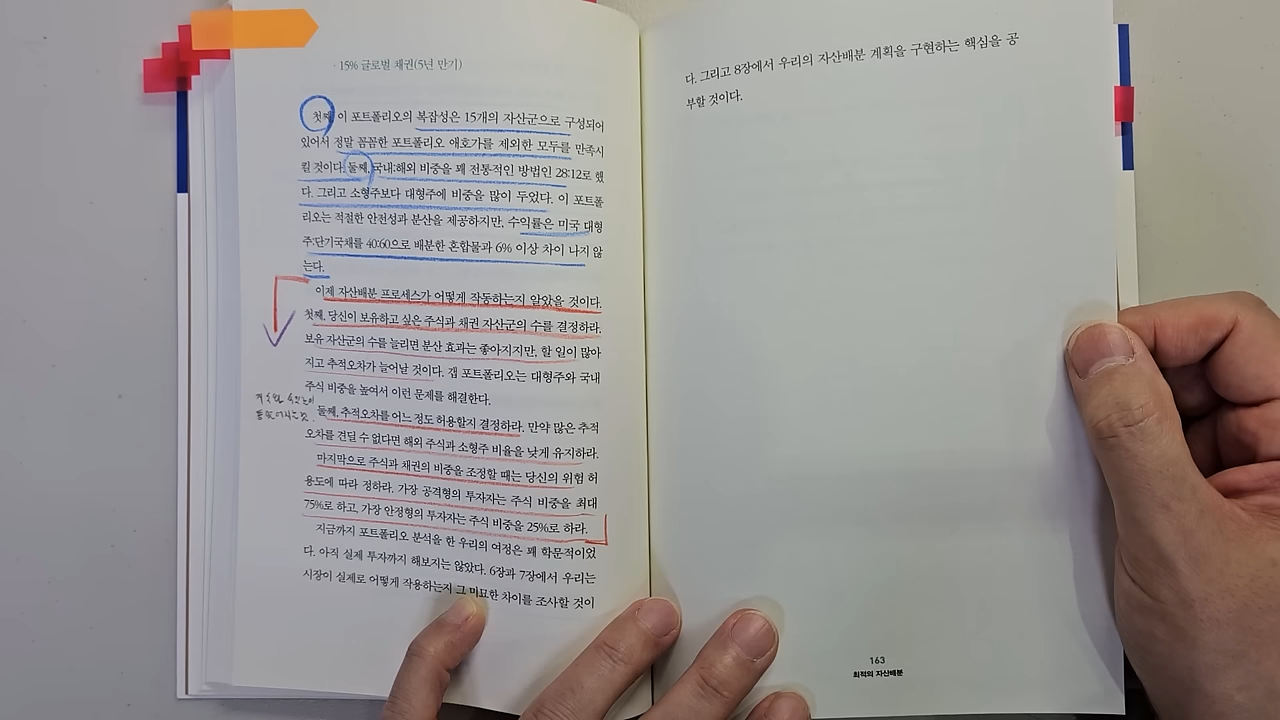 · 15% 글로벌 채권(5년 만기)
첫째, 이 포트폴리오의 복잡성은 15개의 자산군으로 구성되어
있어서 정말 꼼꼼한 포트폴리오 애호가를 제외한 모두를 만족시
킬 것이다. 둘째, 국내:해외 비중을 꽤 전통적인 방법인 28:12로 했
다. 그리고 소형주보다 대형주에 비중을 많이 두었다. 이 포트폴
리오는 적절한 안전성과 분산을 제공하지만, 수익률은 미국 대형
주:단기국채를 40:60으로 배분한 혼합물과 6% 이상 차이 나지 않
는다.
이제 자산배분 프로세스가 어떻게 작동하는지 알았을 것이다.
첫째, 당신이 보유하고 싶은 주식과 채권 자산군의 수를 결정하라.
보유 자산군의 수를 늘리면 분산 효과는 좋아지지만, 할 일이 많아
지고 추적오차가 늘어날 것이다. 갭 포트폴리오는 대형주와 국내
주식 비중을 높여서 이런 문제를 해결한다.
둘째, 추적오차를 어느 정도 허용할지 결정하라. 만약 많은 추적
오차를 견딜 수 없다면 해외 주식과 소형주 비율을 낮게 유지하라.
마지막으로 주식과 채권의 비중을 조정할 때는 당신의 위험 허
용도에 따라 정하라. 가장 공격형의 투자자는 주식 비중을 최대
75%로 하고, 가장 안정형의 투자자는 주식 비중을 25%로 하라.
지금까지 포트폴리오 분석을 한 우리의 여정은 꽤 학문적이었
다. 아직 실제 투자까지 해보지는 않았다. 6장과 7장에서 우리는
시장이 실제로 어떻게 작용하는지 그 미묘한 차이를 조사할 것이
다. 그리고 8장에서 우리의 자산배분 계획을 구현하는 핵심을 공
부할 것이다.
163
최적의 자산배분